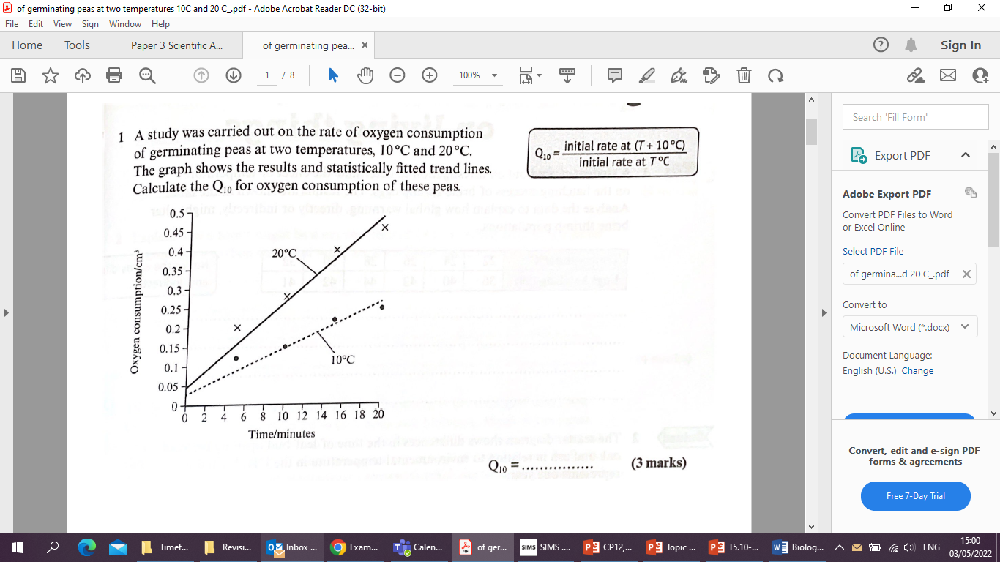 of germinating peas at two temperatures 10C and 20 C_.pdf - Adobe Acrobat Reader DC (32-bit)
File Edit View Sign Window Help
Home Tools Paper 3 Scientific A... of germinating pea... ×
1 / 8 100%
Sign In
1 A study was carried out on the rate of oxygen consumption
of germinating peas at two temperatures, 10°C and 20°C.
The graph shows the results and statistically fitted trend lines.
Calculate the Q10 for oxygen consumption of these peas.
Q10 = initial rate at (T + 10°C)
initial rate at T°C
Oxygen consumption/cm³
0.5
0.45
0.4
0.35
0.3
0.25
0.2
0.15
0.1
0.05
0
20°C
10°C
0 2 4 6 8 10 12 14 16 18 20
Time/minutes
Q10 = ................ (3 marks)
Search 'Fill Form'
Export PDF
Adobe Export PDF
Convert PDF Files to Word
or Excel Online
Select PDF File
of germina...d 20 C_.pdf
Convert to
Microsoft Word (*.docx)
Document Language:
English (U.S.) Change
Convert, edit and e-sign PDF
forms & agreements
Free 7-Day Trial
Timet... Revisi... Inbox ... Exam... Calen... of ger... SIMS SIMS .... CP12,... Topic ... T5.10-... Biolog... ENG
15:00
03/05/2022